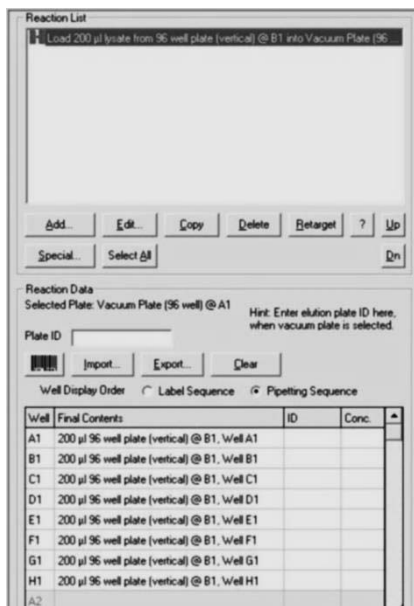 Reaction List
Load 200 µl lysate from 96 well plate (vertical) @ B1 into Vacuum Plate (96 ...
Add... Edit... Copy Delete Retarget ? Up
Special... Select All Dn
Reaction Data
Selected Plate: Vacuum Plate (96 well) @ A1
Hint: Enter elution plate ID here,
when vacuum plate is selected.
Plate ID
Import... Export... Clear
Well Display Order Label Sequence Pipetting Sequence
Well Final Contents ID Conc.
A1 200 µl 96 well plate (vertical) @ B1, Well A1
B1 200 µl 96 well plate (vertical) @ B1, Well B1
C1 200 µl 96 well plate (vertical) @ B1, Well C1
D1 200 µl 96 well plate (vertical) @ B1, Well D1
E1 200 µl 96 well plate (vertical) @ B1, Well E1
F1 200 µl 96 well plate (vertical) @ B1, Well F1
G1 200 µl 96 well plate (vertical) @ B1, Well G1
H1 200 µl 96 well plate (vertical) @ B1, Well H1
A2